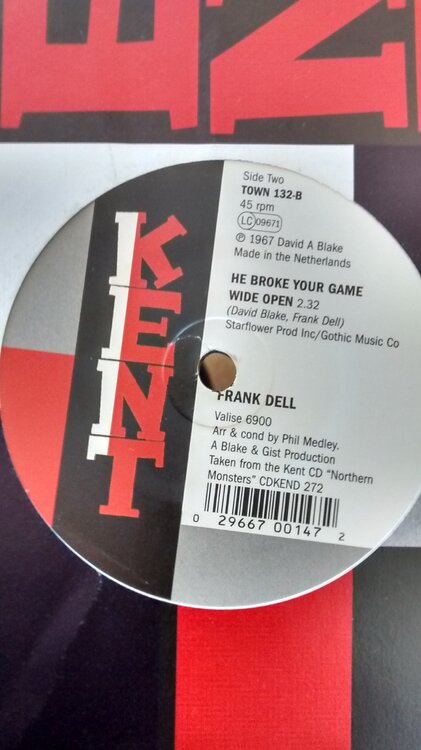 EN
KENT
Side Two
TOWN 132-B
45 rpm
LC 09671
℗ 1967 David A Blake
Made in the Netherlands
HE BROKE YOUR GAME
WIDE OPEN 2.32
(David Blake, Frank Dell)
Starflower Prod Inc/Gothic Music Co
FRANK DELL
Valise 6900
Arr & cond by Phil Medley.
A Blake & Gist Production
Taken from the Kent CD "Northern
Monsters" CDKEND 272
0 29667 00147 2